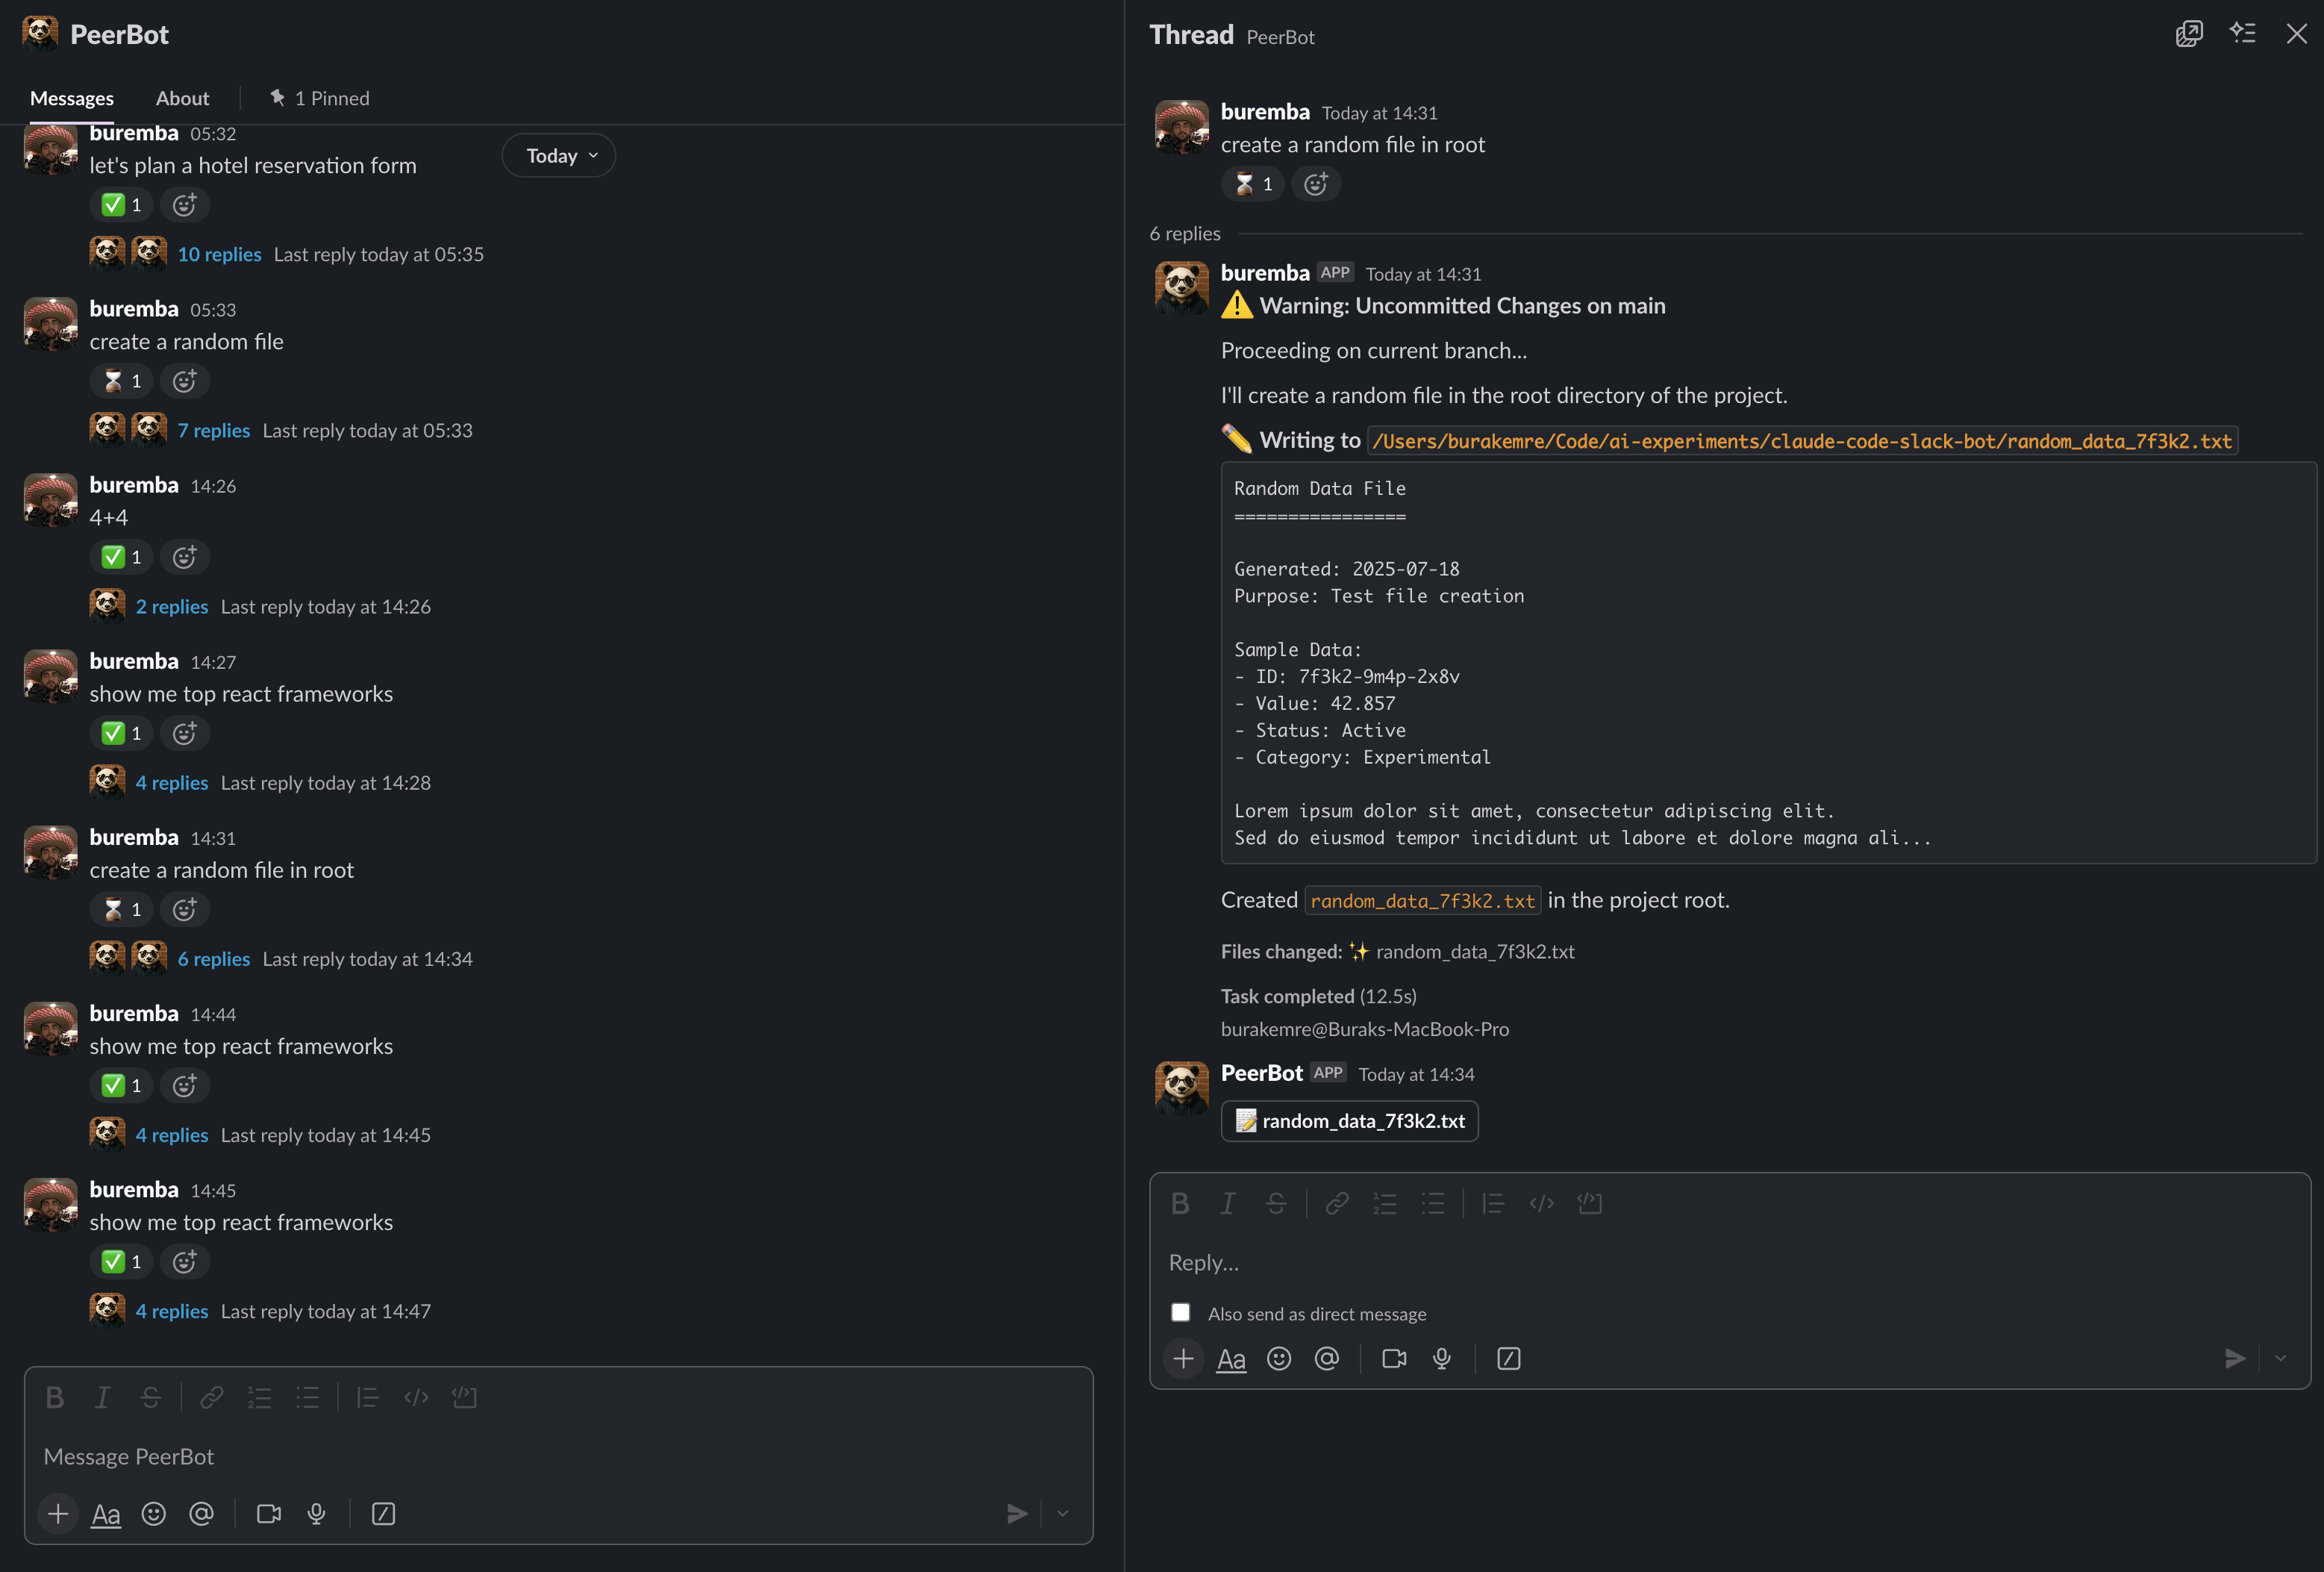 PeerBot
Messages
About
1 Pinned
buremba 05:32
let's plan a hotel reservation form
Today
1
10 replies Last reply today at 05:35
buremba 05:33
create a random file
1
7 replies Last reply today at 05:33
buremba 14:26
4+4
1
2 replies Last reply today at 14:26
buremba 14:27
show me top react frameworks
1
4 replies Last reply today at 14:28
buremba 14:31
create a random file in root
1
6 replies Last reply today at 14:34
buremba 14:44
show me top react frameworks
1
4 replies Last reply today at 14:45
buremba 14:45
show me top react frameworks
1
4 replies Last reply today at 14:47
Message PeerBot
Aa
Thread PeerBot
buremba Today at 14:31
create a random file in root
1
6 replies
buremba APP Today at 14:31
Warning: Uncommitted Changes on main
Proceeding on current branch...
I'll create a random file in the root directory of the project.
Writing to /Users/burakemre/Code/ai-experiments/claude-code-slack-bot/random_data_7f3k2.txt
Random Data File
================
Generated: 2025-07-18
Purpose: Test file creation
Sample Data:
- ID: 7f3k2-9m4p-2x8v
- Value: 42.857
- Status: Active
- Category: Experimental
Lorem ipsum dolor sit amet, consectetur adipiscing elit.
Sed do eiusmod tempor incididunt ut labore et dolore magna ali...
Created random_data_7f3k2.txt in the project root.
Files changed: ✨ random_data_7f3k2.txt
Task completed (12.5s)
burakemre@Buraks-MacBook-Pro
PeerBot APP Today at 14:34
random_data_7f3k2.txt
Reply...
Also send as direct message
Aa